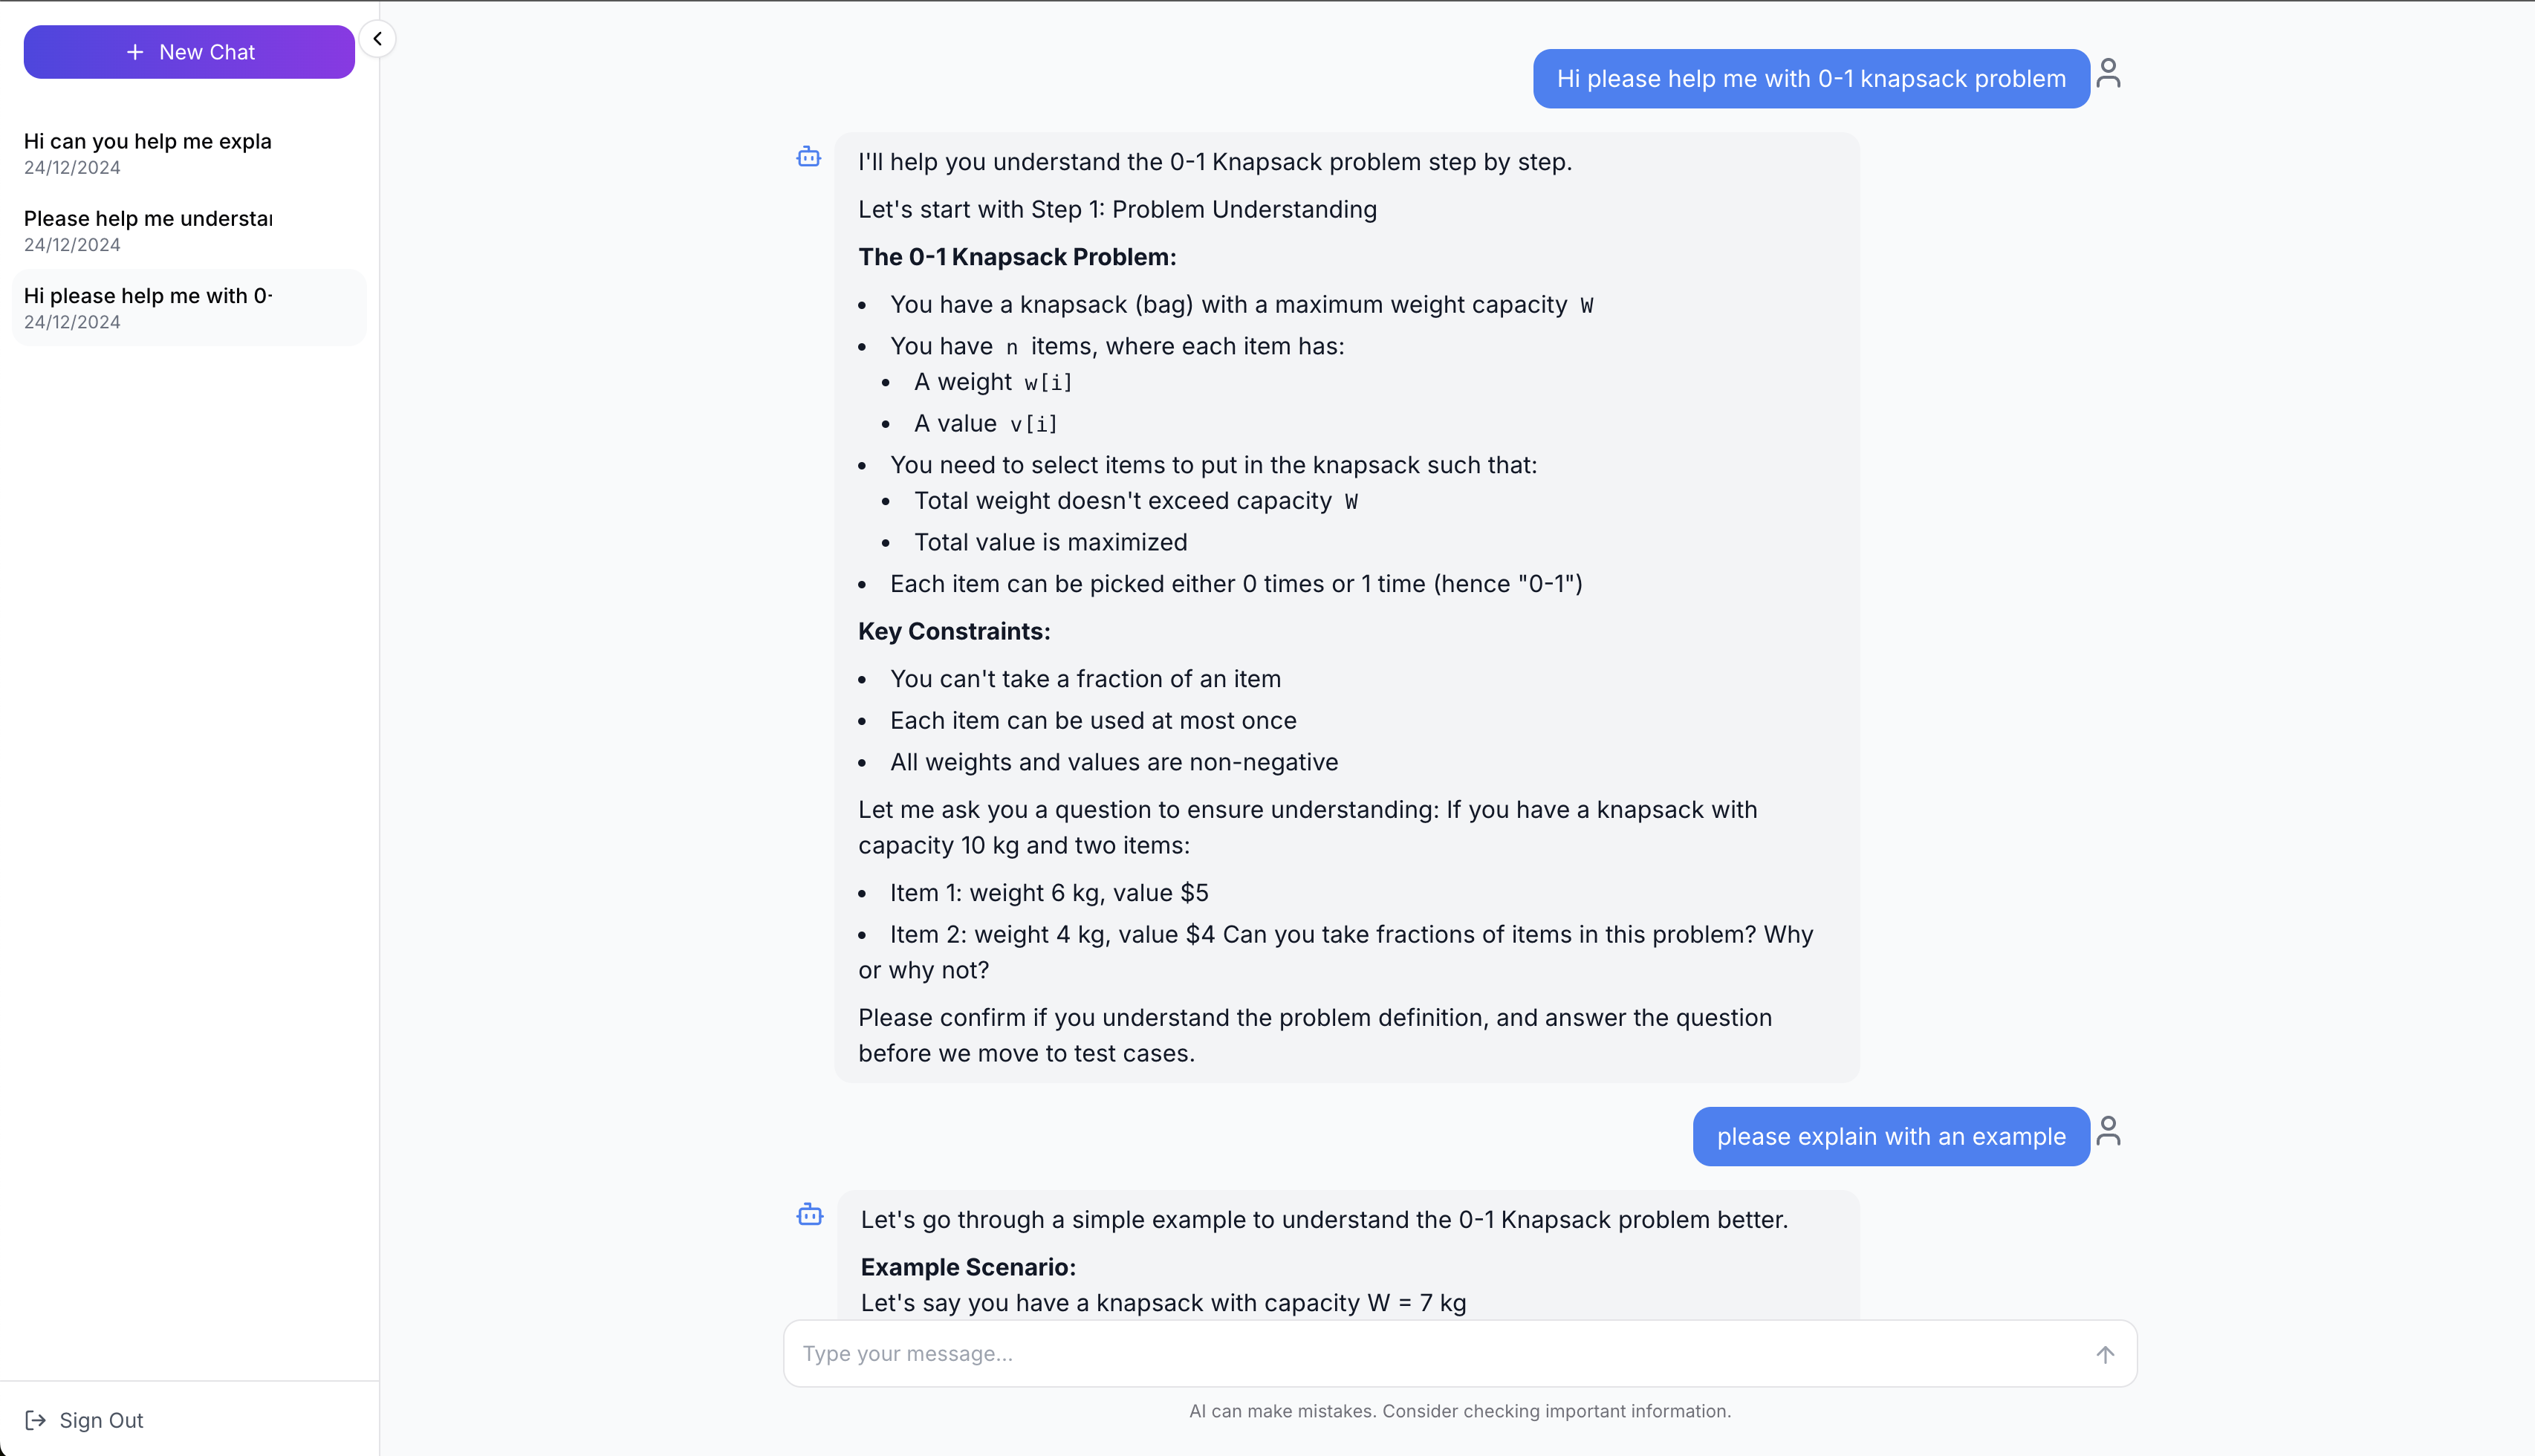 New Chat
Hi can you help me expla
24/12/2024
Please help me understa
24/12/2024
Hi please help me with 0-
24/12/2024
Sign Out
Hi please help me with 0-1 knapsack problem
I'll help you understand the 0-1 Knapsack problem step by step.
Let's start with Step 1: Problem Understanding
The 0-1 Knapsack Problem:
• You have a knapsack (bag) with a maximum weight capacity W
• You have n items, where each item has:
• A weight w[i]
• A value v[i]
• You need to select items to put in the knapsack such that:
• Total weight doesn't exceed capacity W
• Total value is maximized
• Each item can be picked either 0 times or 1 time (hence "0-1")
Key Constraints:
• You can't take a fraction of an item
• Each item can be used at most once
• All weights and values are non-negative
Let me ask you a question to ensure understanding: If you have a knapsack with
capacity 10 kg and two items:
• Item 1: weight 6 kg, value $5
• Item 2: weight 4 kg, value $4 Can you take fractions of items in this problem? Why
or why not?
Please confirm if you understand the problem definition, and answer the question
before we move to test cases.
please explain with an example
Let's go through a simple example to understand the 0-1 Knapsack problem better.
Example Scenario:
Let's say you have a knapsack with capacity W = 7 kg
Type your message...
AI can make mistakes. Consider checking important information.